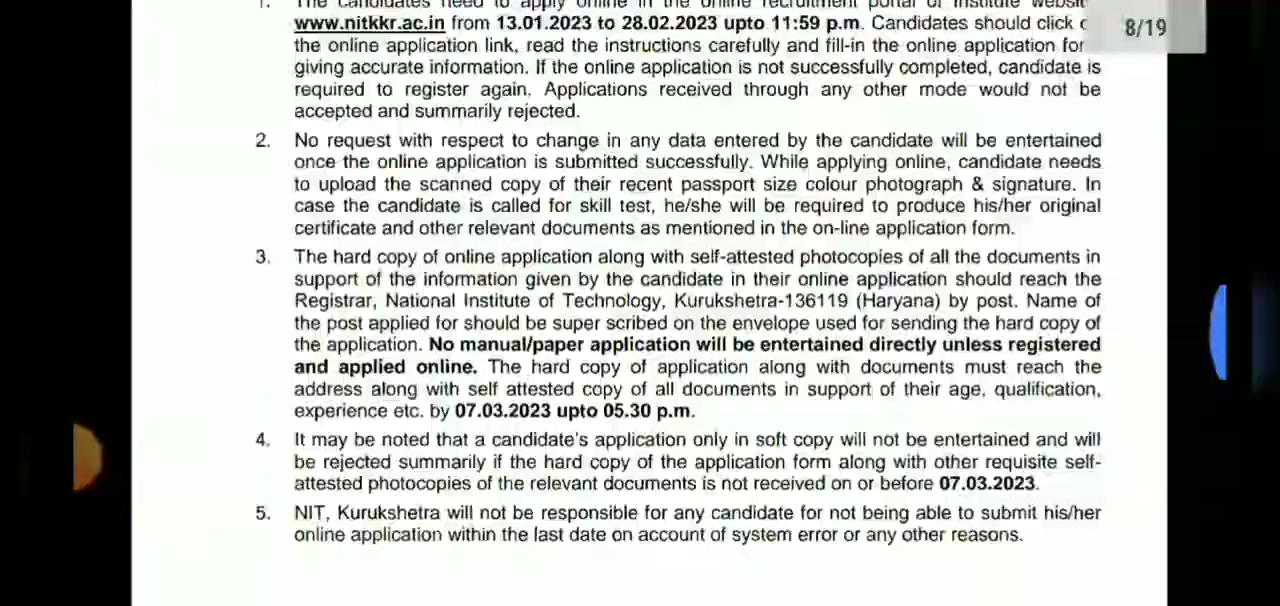 1. The candidates need to apply online in the online recruitment portal of Institute
www.nitkkr.ac.in from 13.01.2023 to 28.02.2023 upto 11:59 p.m. Candidates should click
8/19
the online application link, read the instructions carefully and fill-in the online application for
giving accurate information. If the online application is not successfully completed, candidate is
required to register again. Applications received through any other mode would not be
accepted and summarily rejected.
2. No request with respect to change in any data entered by the candidate will be entertained
once the online application is submitted successfully. While applying online, candidate needs
to upload the scanned copy of their recent passport size colour photograph & signature. In
case the candidate is called for skill test, he/she will be required to produce his/her original
certificate and other relevant documents as mentioned in the on-line application form.
3. The hard copy of online application along with self-attested photocopies of all the documents in
support of the information given by the candidate in their online application should reach the
Registrar, National Institute of Technology, Kurukshetra-136119 (Haryana) by post. Name of
the post applied for should be super scribed on the envelope used for sending the hard copy of
the application. No manual/paper application will be entertained directly unless registered
and applied online. The hard copy of application along with documents must reach the
address along with self attested copy of all documents in support of their age, qualification,
experience etc. by 07.03.2023 upto 05.30 p.m.
4. It may be noted that a candidate's application only in soft copy will not be entertained and will
be rejected summarily if the hard copy of the application form along with other requisite self-
attested photocopies of the relevant documents is not received on or before 07.03.2023.
5. NIT, Kurukshetra will not be responsible for any candidate for not being able to submit his/her
online application within the last date on account of system error or any other reasons.